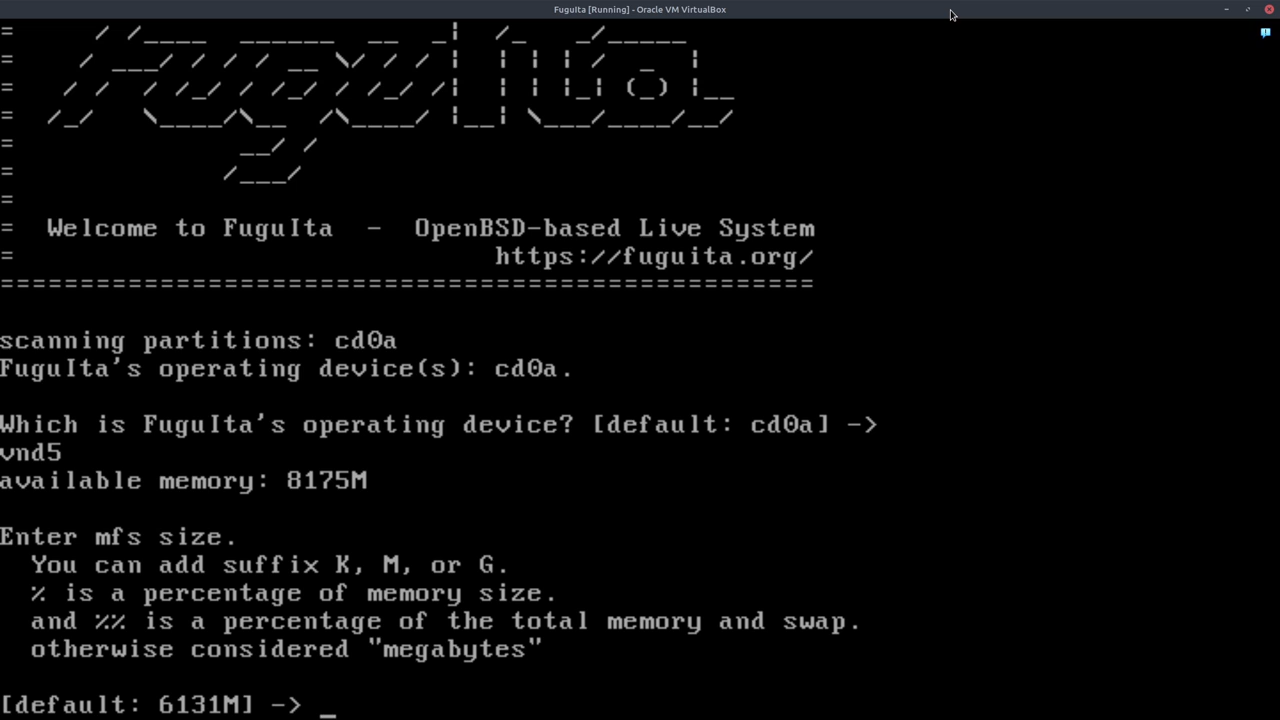 FuguIta [Running] - Oracle VM VirtualBox
FuguIta
=  Welcome to FuguIta  -  OpenBSD-based Live System
=                              https://fuguita.org/
===================================================
scanning partitions: cd0a
FuguIta's operating device(s): cd0a.
Which is FuguIta's operating device? [default: cd0a] ->
vnd5
available memory: 8175M
Enter mfs size.
  You can add suffix K, M, or G.
  % is a percentage of memory size.
  and %% is a percentage of the total memory and swap.
  otherwise considered "megabytes"
[default: 6131M] -> _